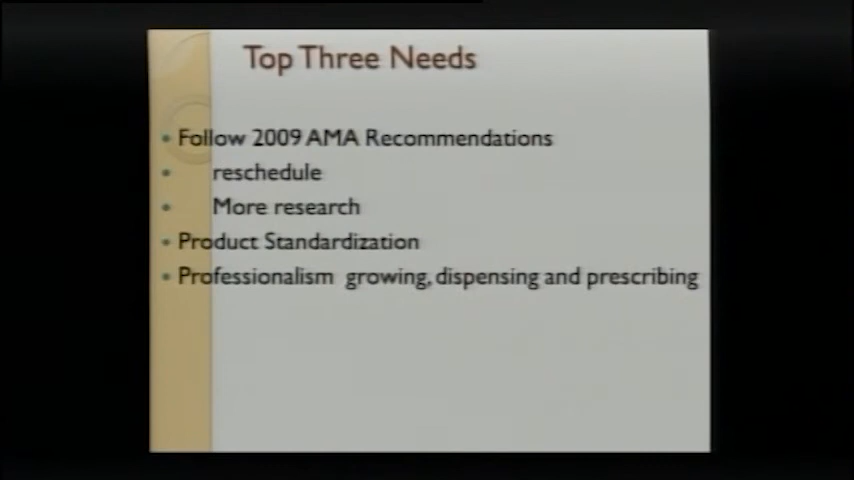 Top Three Needs
• Follow 2009 AMA Recommendations
• reschedule
• More research
• Product Standardization
• Professionalism growing, dispensing and prescribing